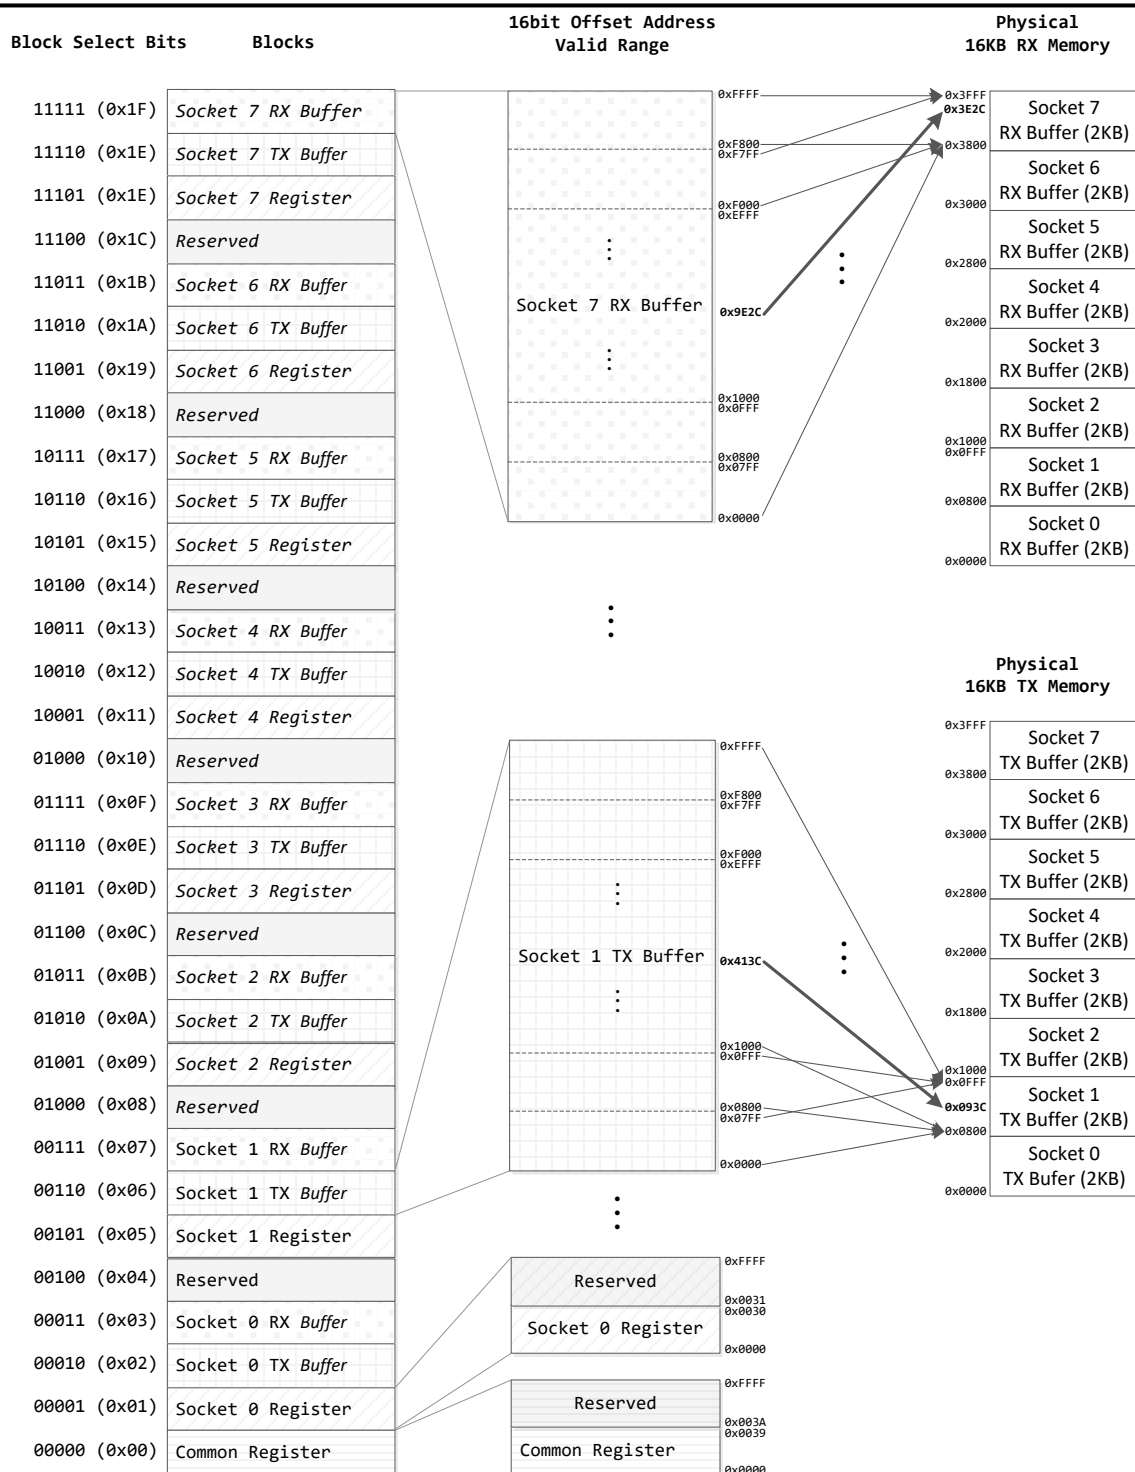 Block Select Bits
Blocks
16bit Offset Address
Valid Range
Physical
16KB RX Memory
11111 (0x1F) Socket 7 RX Buffer
11110 (0x1E) Socket 7 TX Buffer
11101 (0x1E) Socket 7 Register
11100 (0x1C) Reserved
11011 (0x1B) Socket 6 RX Buffer
11010 (0x1A) Socket 6 TX Buffer
11001 (0x19) Socket 6 Register
11000 (0x18) Reserved
10111 (0x17) Socket 5 RX Buffer
10110 (0x16) Socket 5 TX Buffer
10101 (0x15) Socket 5 Register
10100 (0x14) Reserved
10011 (0x13) Socket 4 RX Buffer
10010 (0x12) Socket 4 TX Buffer
10001 (0x11) Socket 4 Register
01000 (0x10) Reserved
01111 (0x0F) Socket 3 RX Buffer
01110 (0x0E) Socket 3 TX Buffer
01101 (0x0D) Socket 3 Register
01100 (0x0C) Reserved
01011 (0x0B) Socket 2 RX Buffer
01010 (0x0A) Socket 2 TX Buffer
01001 (0x09) Socket 2 Register
01000 (0x08) Reserved
00111 (0x07) Socket 1 RX Buffer
00110 (0x06) Socket 1 TX Buffer
00101 (0x05) Socket 1 Register
00100 (0x04) Reserved
00011 (0x03) Socket 0 RX Buffer
00010 (0x02) Socket 0 TX Buffer
00001 (0x01) Socket 0 Register
00000 (0x00) Common Register
0xFFFF
0xF800
0xF7FF
0xF000
0xEFFF
Socket 7 RX Buffer
0x9E2C
0x1000
0x0FFF
0x0800
0x07FF
0x0000
0x3FFF
0x3E2C
Socket 7
RX Buffer (2KB)
0x3800
Socket 6
RX Buffer (2KB)
0x3000
Socket 5
RX Buffer (2KB)
0x2800
Socket 4
RX Buffer (2KB)
0x2000
Socket 3
RX Buffer (2KB)
0x1800
Socket 2
RX Buffer (2KB)
0x1000
0x0FFF
Socket 1
RX Buffer (2KB)
0x0800
Socket 0
RX Buffer (2KB)
0x0000
0xFFFF
0xF800
0xF7FF
0xF000
0xEFFF
Socket 1 TX Buffer
0x413C
0x1000
0x0FFF
0x0800
0x07FF
0x0000
Physical
16KB TX Memory
0x3FFF
Socket 7
TX Buffer (2KB)
0x3800
Socket 6
TX Buffer (2KB)
0x3000
Socket 5
TX Buffer (2KB)
0x2800
Socket 4
TX Buffer (2KB)
0x2000
Socket 3
TX Buffer (2KB)
0x1800
Socket 2
TX Buffer (2KB)
0x1000
0x0FFF
Socket 1
TX Buffer (2KB)
0x093C
0x0800
Socket 0
TX Bufer (2KB)
0x0000
0xFFFF
Reserved
0x0031
0x0030
Socket 0 Register
0x0000
0xFFFF
Reserved
0x003A
0x0039
Common Register
0x0000